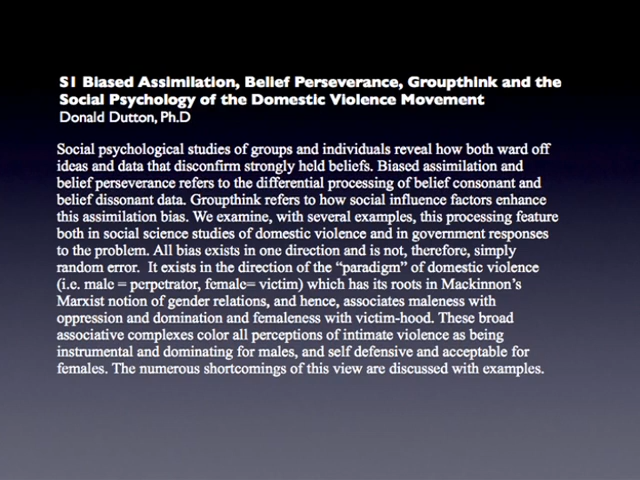 S1 Biased Assimilation, Belief Perseverance, Groupthink and the
Social Psychology of the Domestic Violence Movement
Donald Dutton, Ph.D
Social psychological studies of groups and individuals reveal how both ward off
ideas and data that disconfirm strongly held beliefs. Biased assimilation and
belief perseverance refers to the differential processing of belief consonant and
belief dissonant data. Groupthink refers to how social influence factors enhance
this assimilation bias. We examine, with several examples, this processing feature
both in social science studies of domestic violence and in government responses
to the problem. All bias exists in one direction and is not, therefore, simply
random error.  It exists in the direction of the “paradigm” of domestic violence
(i.e. male = perpetrator, female= victim) which has its roots in Mackinnon’s
Marxist notion of gender relations, and hence, associates maleness with
oppression and domination and femaleness with victim-hood. These broad
associative complexes color all perceptions of intimate violence as being
instrumental and dominating for males, and self defensive and acceptable for
females. The numerous shortcomings of this view are discussed with examples.